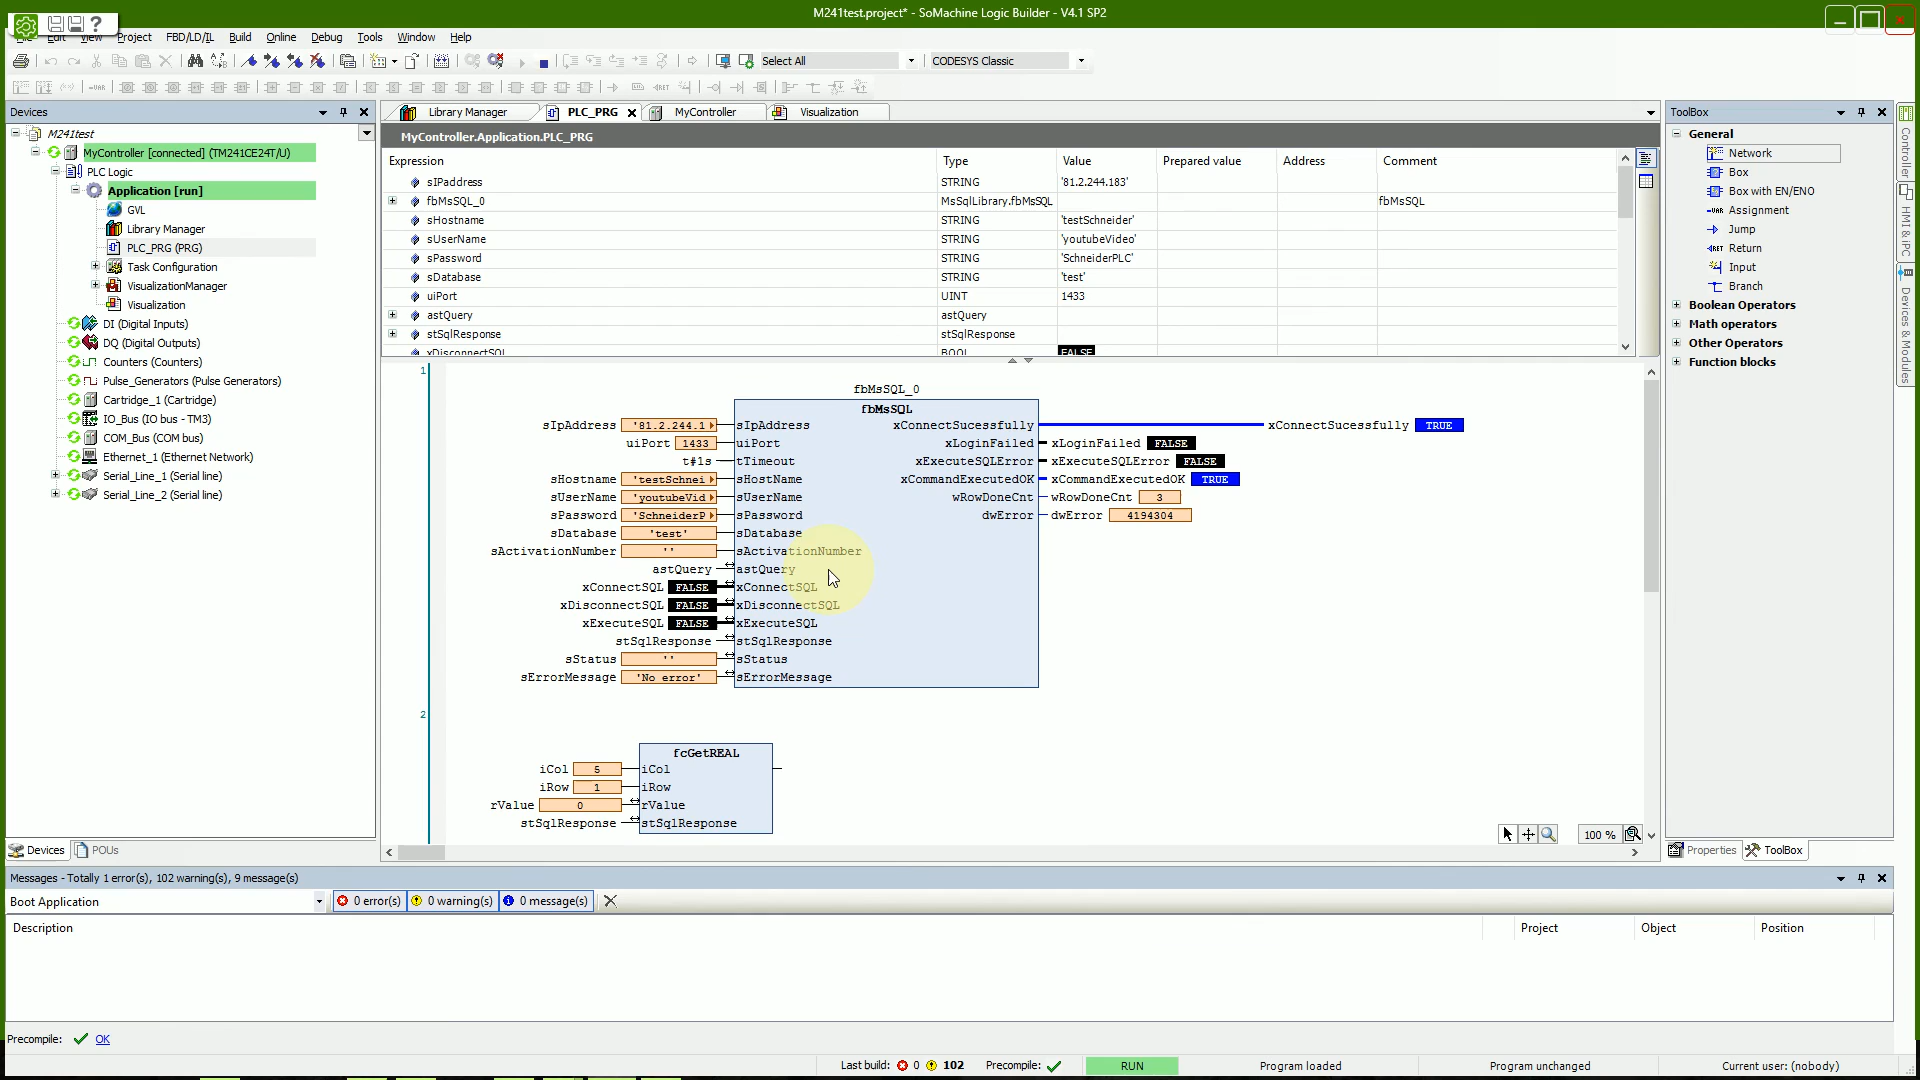 M241test.project* - SoMachine Logic Builder - V4.1 SP2
Edit View Project FBD/LD/IL Build Online Debug Tools Window Help
Select All CODESYS Classic
Devices
M241test
MyController [connected] (TM241CE24T/U)
PLC Logic
Application [run]
GVL
Library Manager
PLC_PRG (PRG)
Task Configuration
VisualizationManager
Visualization
DI (Digital Inputs)
DQ (Digital Outputs)
Counters (Counters)
Pulse_Generators (Pulse Generators)
Cartridge_1 (Cartridge)
IO_Bus (IO bus - TM3)
COM_Bus (COM bus)
Ethernet_1 (Ethernet Network)
Serial_Line_1 (Serial line)
Serial_Line_2 (Serial line)
Devices POUs
Library Manager PLC_PRG MyController Visualization
MyController.Application.PLC_PRG
Expression Type Value Prepared value Address Comment
sIPaddress STRING '81.2.244.183'
fbMsSQL_0 MsSqlLibrary.fbMsSQL fbMsSQL
sHostname STRING 'testSchneider'
sUserName STRING 'youtubeVideo'
sPassword STRING 'SchneiderPLC'
sDatabase STRING 'test'
uiPort UINT 1433
astQuery astQuery
stSqlResponse stSqlResponse
xDisconnectSQL BOOL FALSE
1
fbMsSQL_0
fbMsSQL
sIpAddress '81.2.244.1 sIpAddress xConnectSucessfully xConnectSucessfully TRUE
uiPort 1433 uiPort xLoginFailed xLoginFailed FALSE
t#1s tTimeout xExecuteSQLError xExecuteSQLError FALSE
sHostname 'testSchnei sHostName xCommandExecutedOK xCommandExecutedOK TRUE
sUserName 'youtubeVid sUserName wRowDoneCnt wRowDoneCnt 3
sPassword 'SchneiderP sPassword dwError dwError 4194304
sDatabase 'test' sDatabase
sActivationNumber '' sActivationNumber
astQuery astQuery
xConnectSQL FALSE xConnectSQL
xDisconnectSQL FALSE xDisconnectSQL
xExecuteSQL FALSE xExecuteSQL
stSqlResponse stSqlResponse
sStatus '' sStatus
sErrorMessage 'No error' sErrorMessage
2
fcGetREAL
iCol 5 iCol
iRow 1 iRow
rValue 0 rValue
stSqlResponse stSqlResponse
100 %
ToolBox
General
Network
Box
Box with EN/ENO
Assignment
Jump
Return
Input
Branch
Boolean Operators
Math operators
Other Operators
Function blocks
Properties ToolBox
Controller
HMI & iPC
Devices & Modules
Messages - Totally 1 error(s), 102 warning(s), 9 message(s)
Boot Application 0 error(s) 0 warning(s) 0 message(s)
Description Project Object Position
Precompile: OK
Last build: 0 102 Precompile: RUN Program loaded Program unchanged Current user: (nobody)